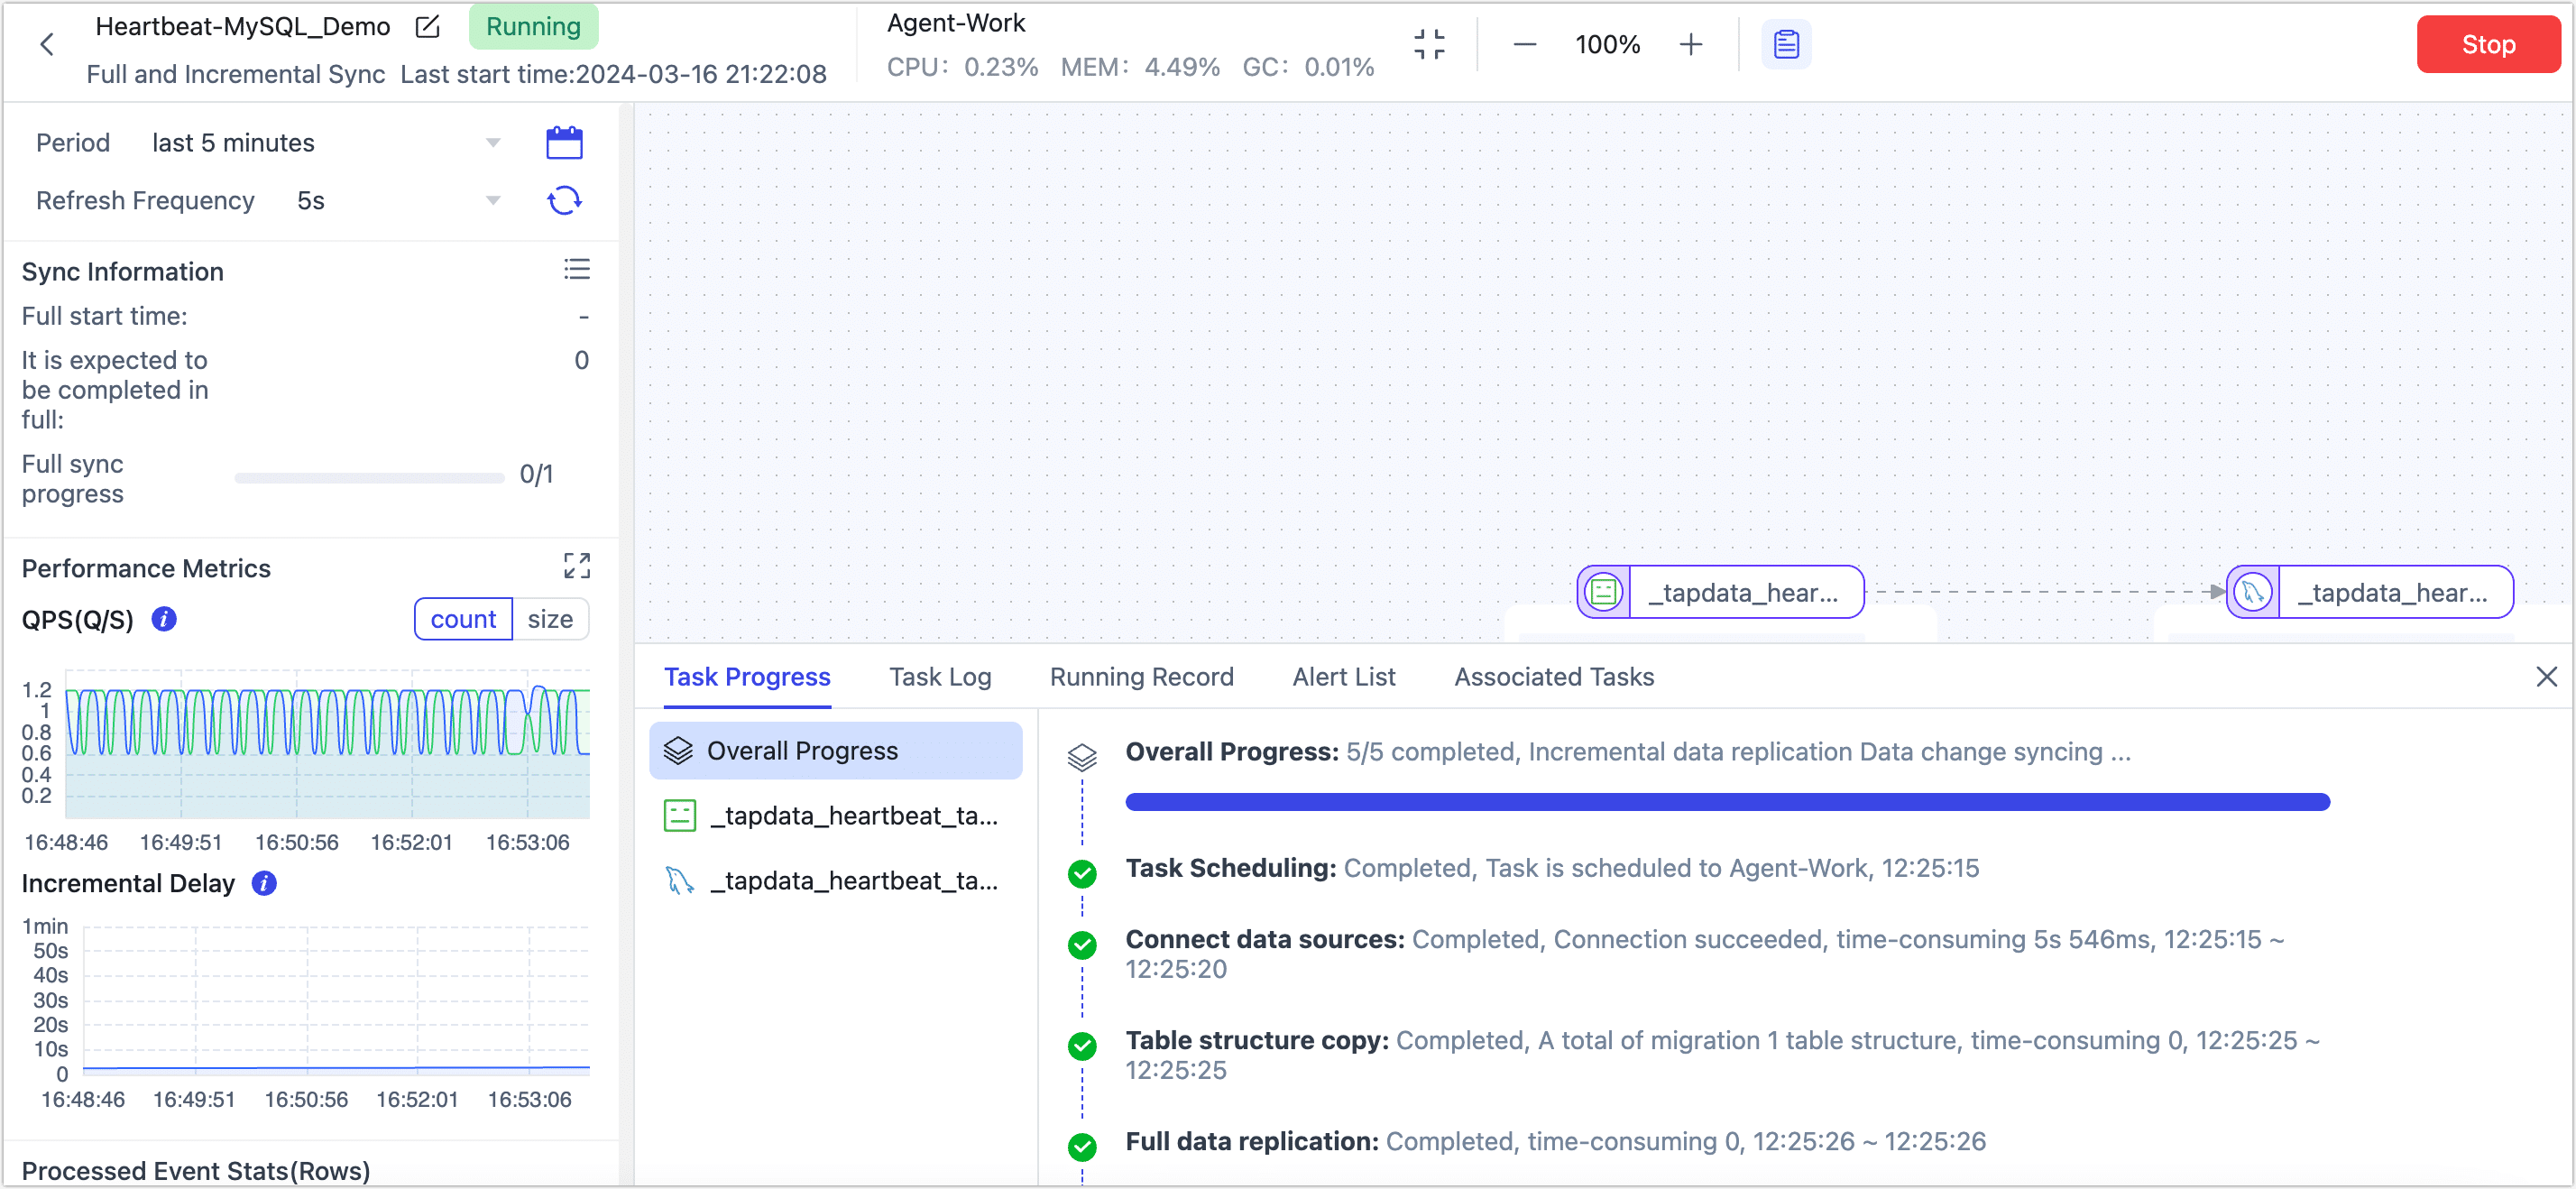 Heartbeat-MySQL_Demo Running
Full and Incremental Sync Last start time:2024-03-16 21:22:08
Agent-Work
CPU: 0.23% MEM: 4.49% GC: 0.01%
100%
Stop
Period last 5 minutes
Refresh Frequency 5s
Sync Information
Full start time: -
It is expected to 0
be completed in
full:
Full sync
progress
0/1
Performance Metrics
QPS(Q/S) i count size
1.2
1
0.8
0.6
0.4
0.2
16:48:46 16:49:51 16:50:56 16:52:01 16:53:06
Incremental Delay i
1min
50s
40s
30s
20s
10s
0
16:48:46 16:49:51 16:50:56 16:52:01 16:53:06
Processed Event Stats(Rows)
_tapdata_hear... _tapdata_hear...
Task Progress Task Log Running Record Alert List Associated Tasks
Overall Progress
_tapdata_heartbeat_ta...
_tapdata_heartbeat_ta...
Overall Progress: 5/5 completed, Incremental data replication Data change syncing ...
Task Scheduling: Completed, Task is scheduled to Agent-Work, 12:25:15
Connect data sources: Completed, Connection succeeded, time-consuming 5s 546ms, 12:25:15 ~
12:25:20
Table structure copy: Completed, A total of migration 1 table structure, time-consuming 0, 12:25:25 ~
12:25:25
Full data replication: Completed, time-consuming 0, 12:25:26 ~ 12:25:26